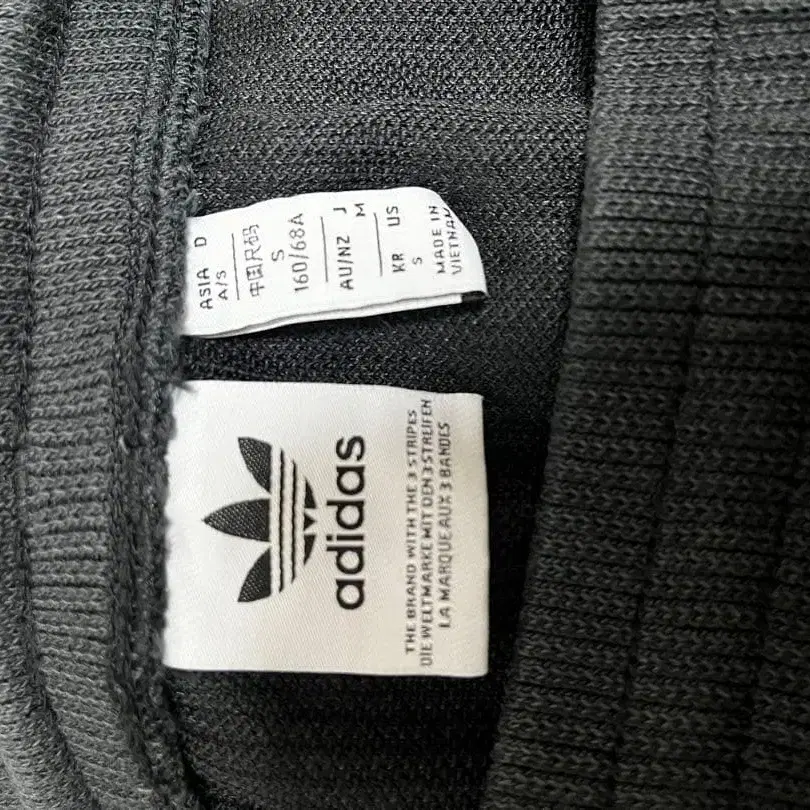 ASIA D
A/S
中国尺码
S
160/68A
AU/NZ J
M
KR US
S
MADE IN
VIETNAM
adidas
THE BRAND WITH THE 3 STRIPES
DIE WELTMARKE MIT DEN 3 STREIFEN
LA MARQUE AUX 3 BANDES